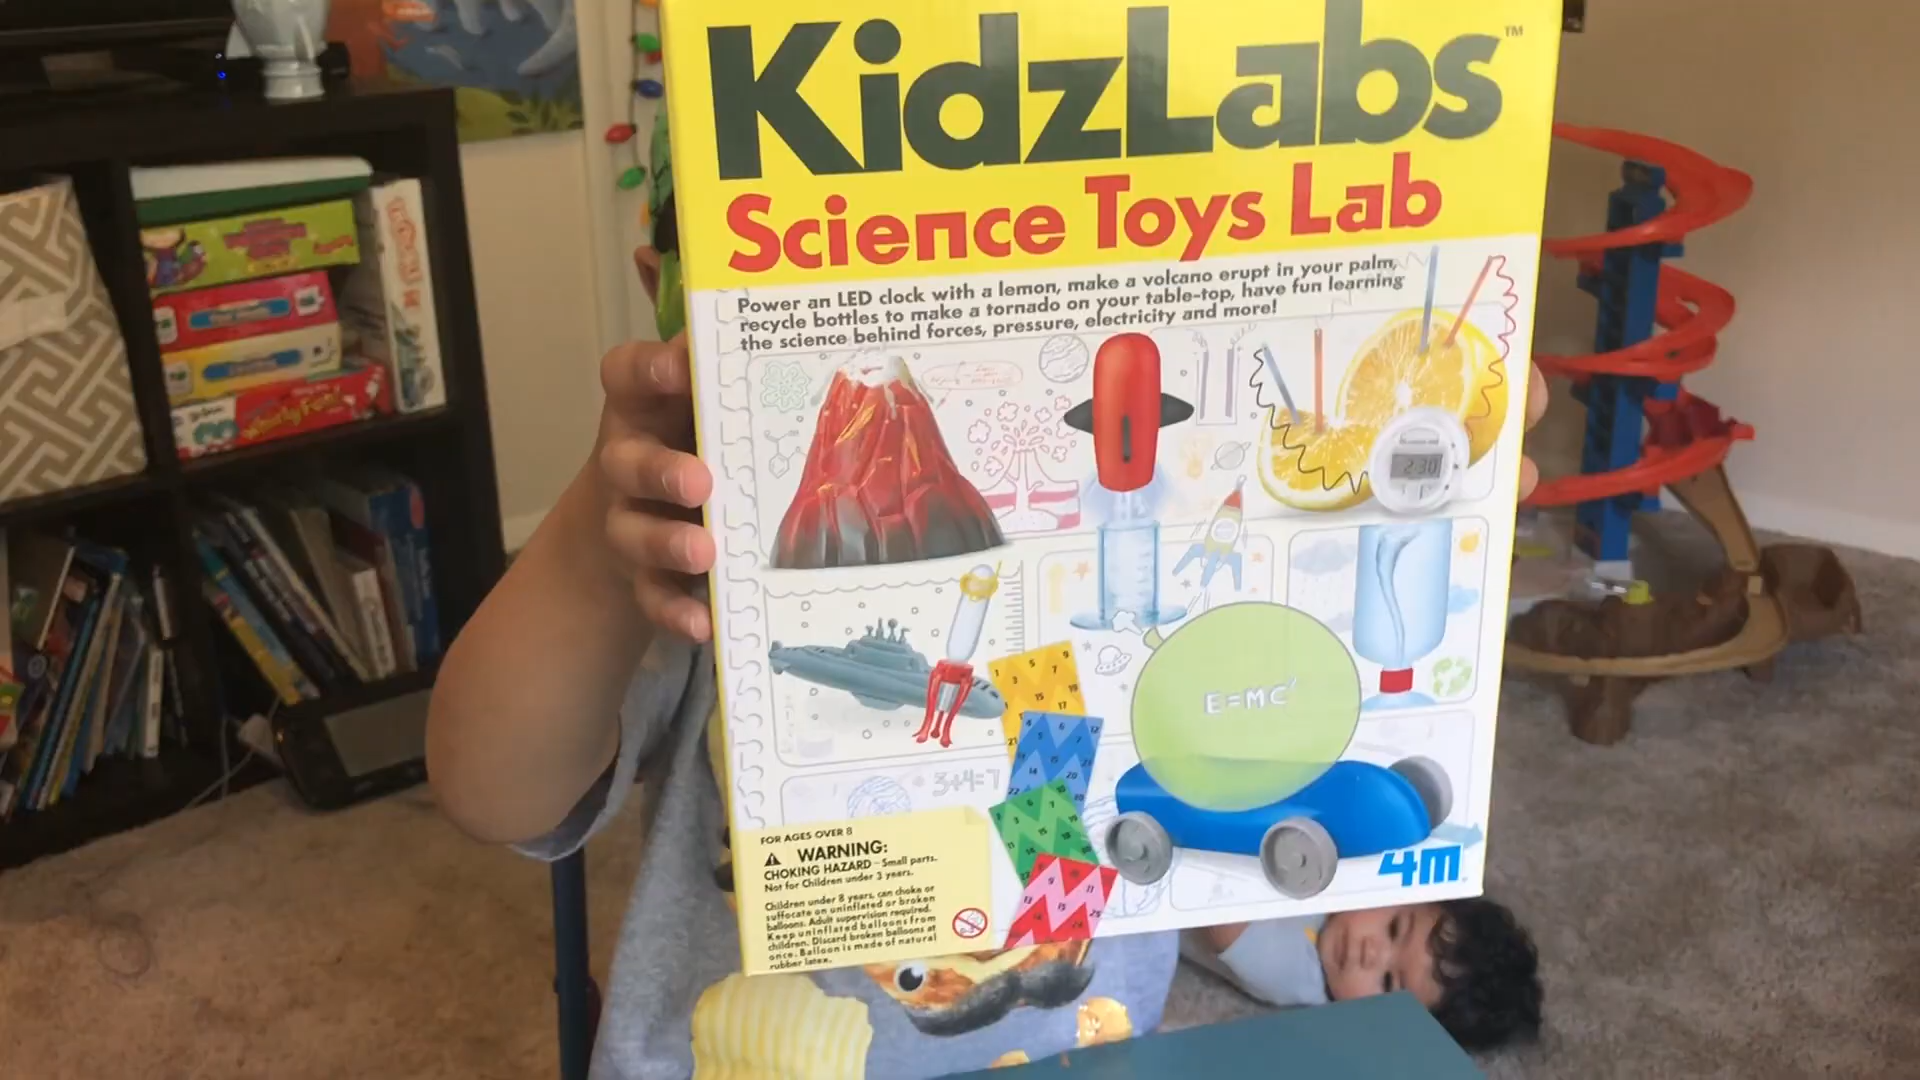 KidzLabs™
Science Toys Lab
Power an LED clock with a lemon, make a volcano erupt in your palm,
recycle bottles to make a tornado on your table-top, have fun learning
the science behind forces, pressure, electricity and more!
2:30
E=MC²
3+4=7
FOR AGES OVER 8
WARNING:
CHOKING HAZARD – Small parts.
Not for Children under 3 years.
Children under 8 years, can choke or
suffocate on uninflated or broken
balloons. Adult supervision required.
Keep uninflated balloons from
children. Discard broken balloons at
once. Balloon is made of natural
rubber latex.
4m